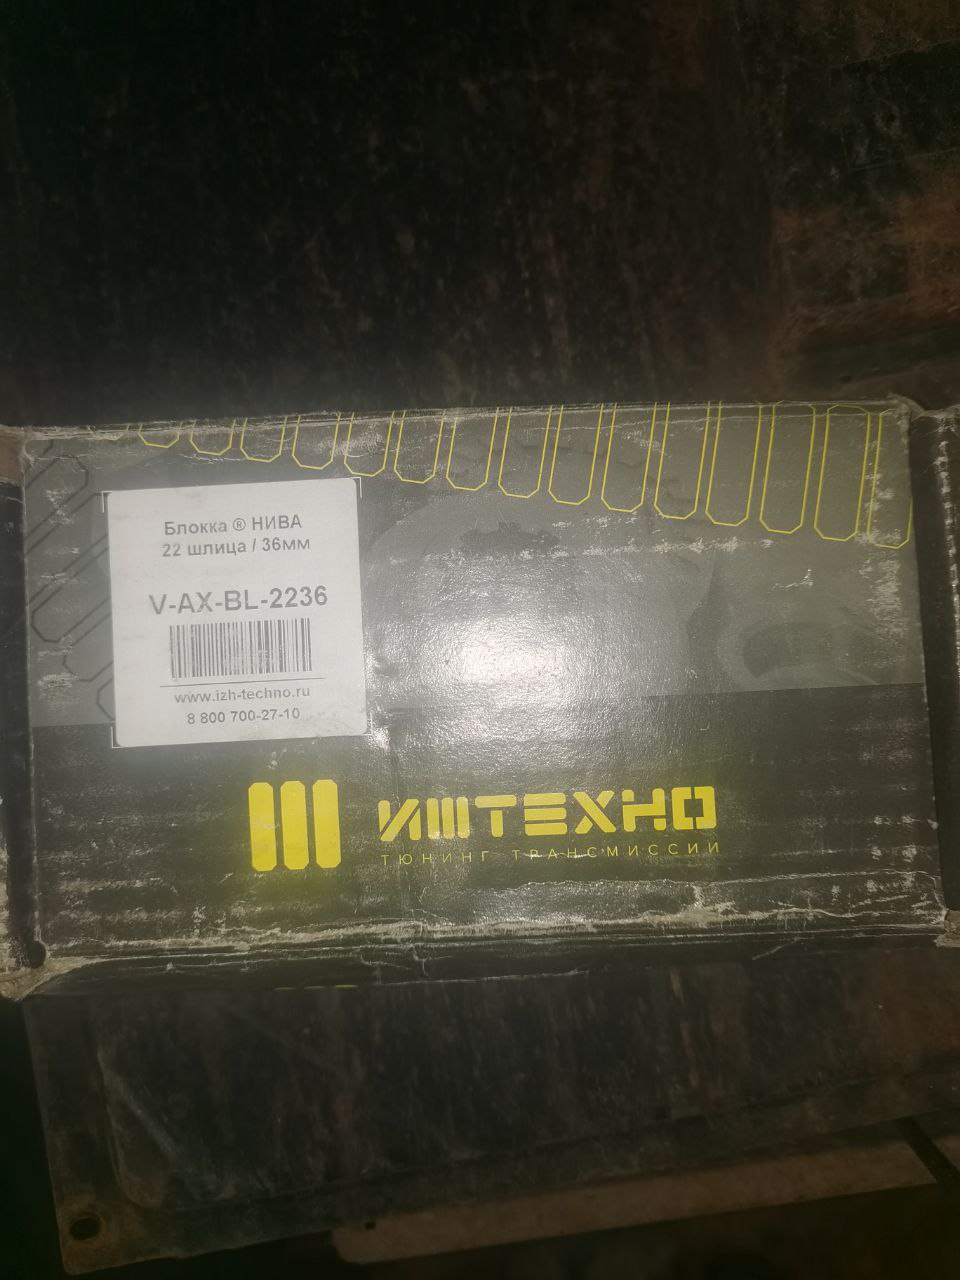 Блокка ® НИВА
22 шлица / 36мм
V-AX-BL-2236
www.izh-techno.ru
8 800 700-27-10
ИЖТЕХНО
ТЮНИНГ ТРАНСМИССИИ